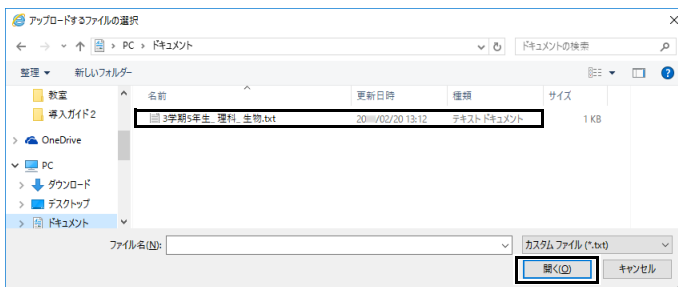 アップロードするファイルの選択
PC › ドキュメント
ドキュメントの検索
整理 新しいフォルダー
名前 更新日時 種類 サイズ
3学期5年生_理科_生物.txt 20 /02/20 13:12 テキスト ドキュメント 1 KB
教室
導入ガイド2
OneDrive
PC
ダウンロード
デスクトップ
ドキュメント
ファイル名(N):
カスタム ファイル (*.txt)
開く(O) キャンセル